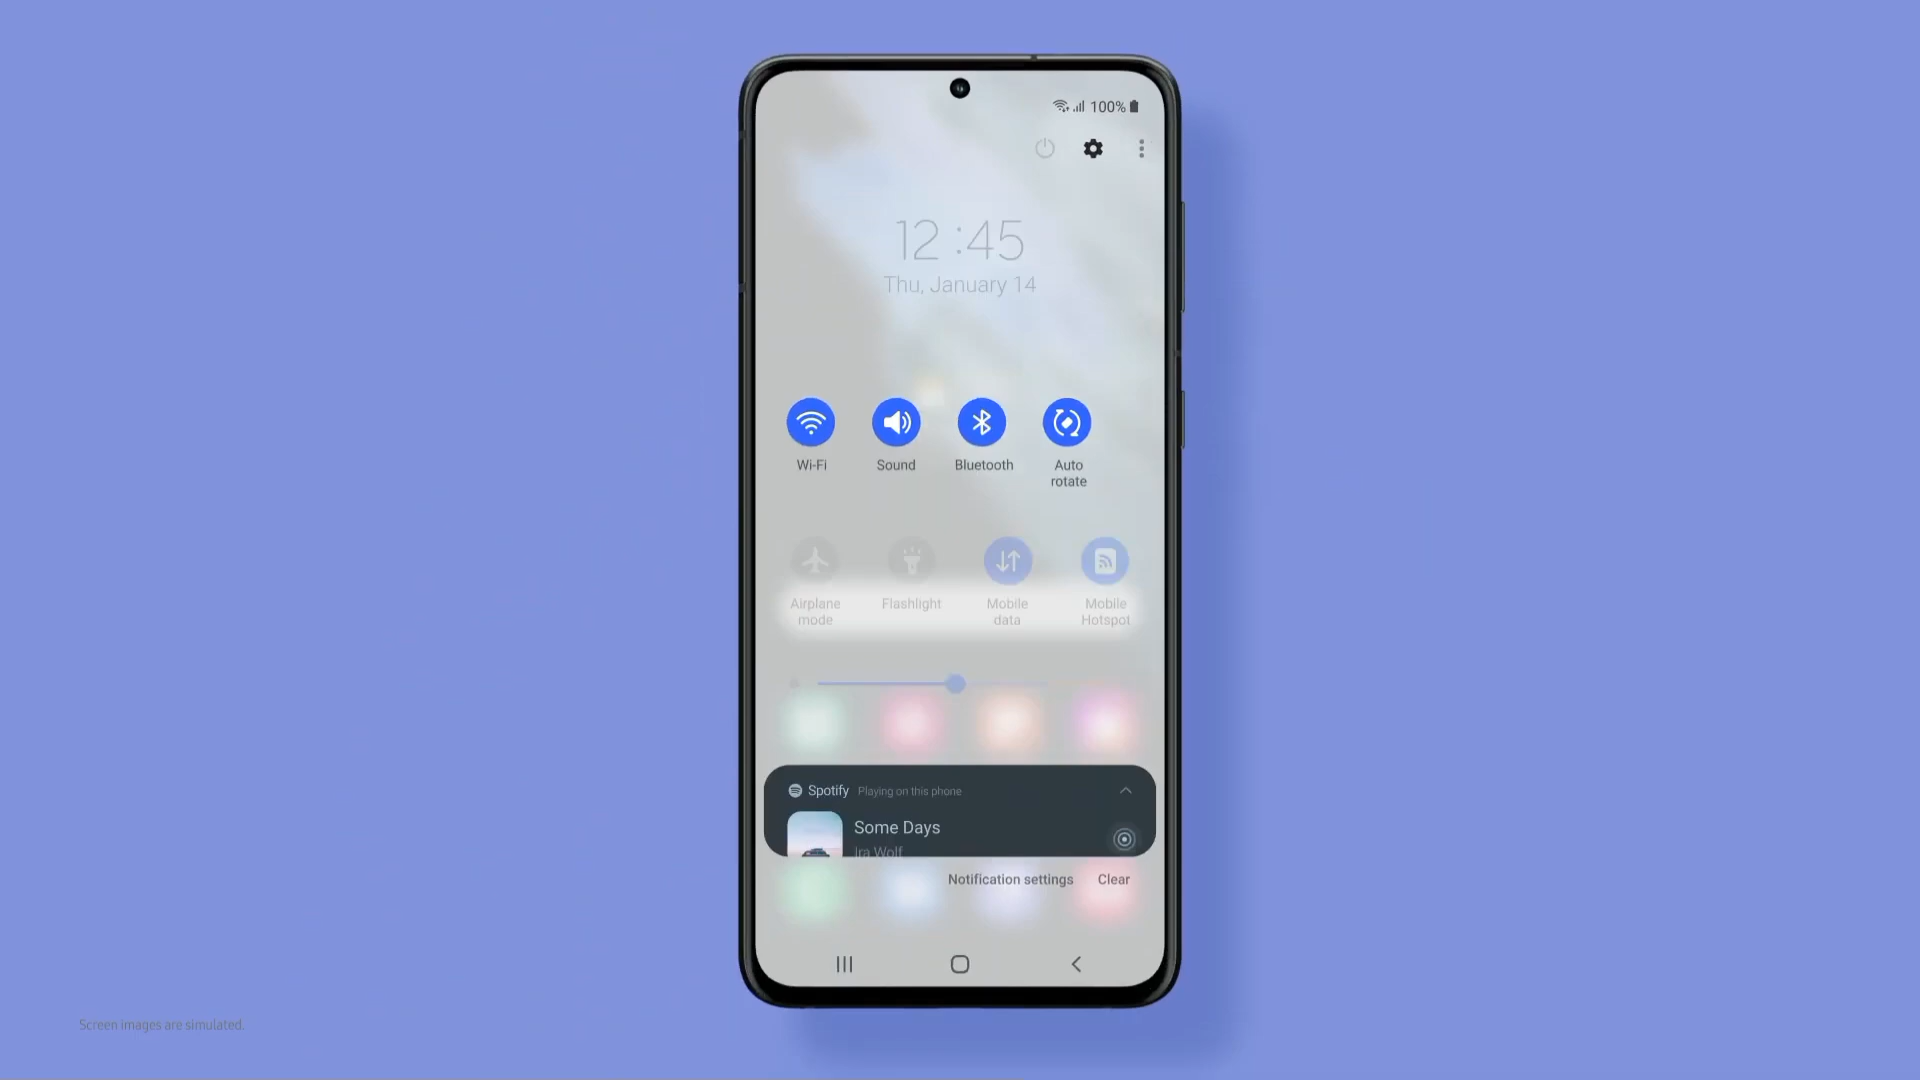 100%
12:45
Thu, January 14
Wi-Fi
Sound
Bluetooth
Auto
rotate
Airplane
mode
Flashlight
Mobile
data
Mobile
Hotspot
Spotify Playing on this phone
Some Days
Ira Wolf
Notification settings Clear
Screen images are simulated.